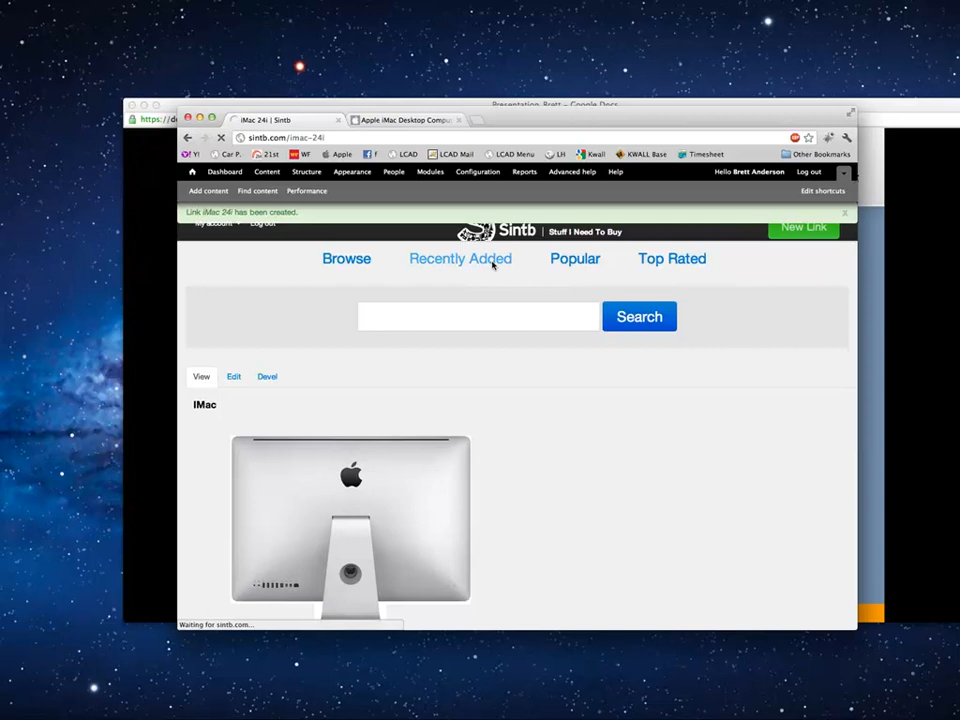 Presentation_Brett – Google Docs
https://do
iMac 24i | Sintb
Apple iMac Desktop Compu
sintb.com/imac-24i
Y! Car P. 21st WF Apple f LCAD LCAD Mail LCAD Menu LH Kwall KWALL Base Timesheet Other Bookmarks
Dashboard Content Structure Appearance People Modules Configuration Reports Advanced help Help Hello Brett Anderson Log out
Add content Find content Performance Edit shortcuts
Link iMac 24i has been created.
My account Log out Sintb | Stuff I Need To Buy New Link
Browse Recently Added Popular Top Rated
Search
View Edit Devel
IMac
Waiting for sintb.com...